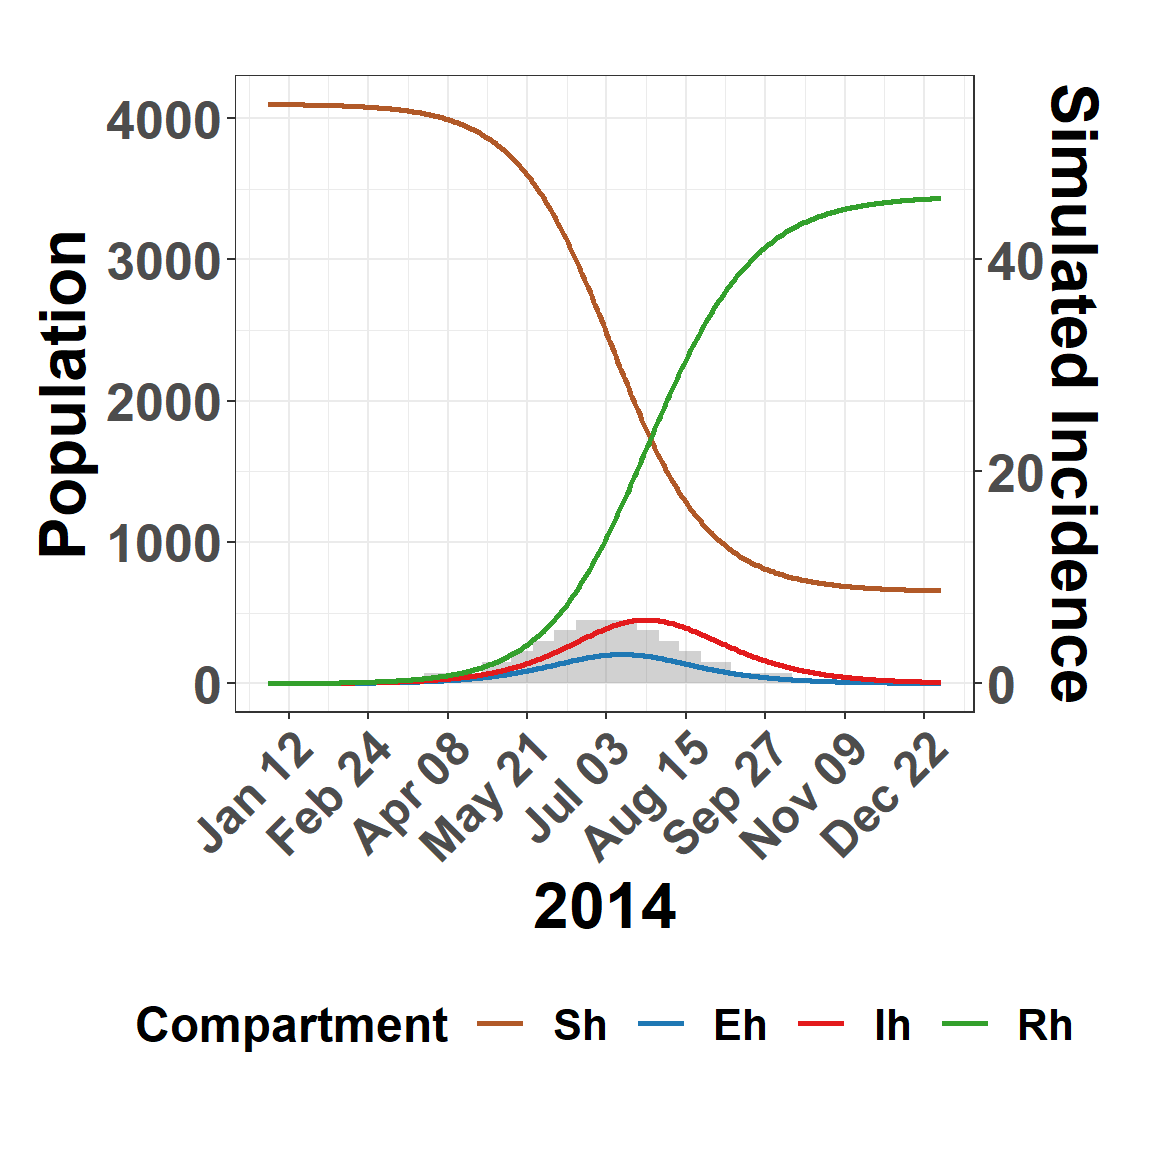 Population
4000
3000
2000
1000
0
Simulated Incidence
40
20
0
Jan 12
Feb 24
Apr 08
May 21
Jul 03
Aug 15
Sep 27
Nov 09
Dec 22
2014
Compartment Sh Eh Ih Rh